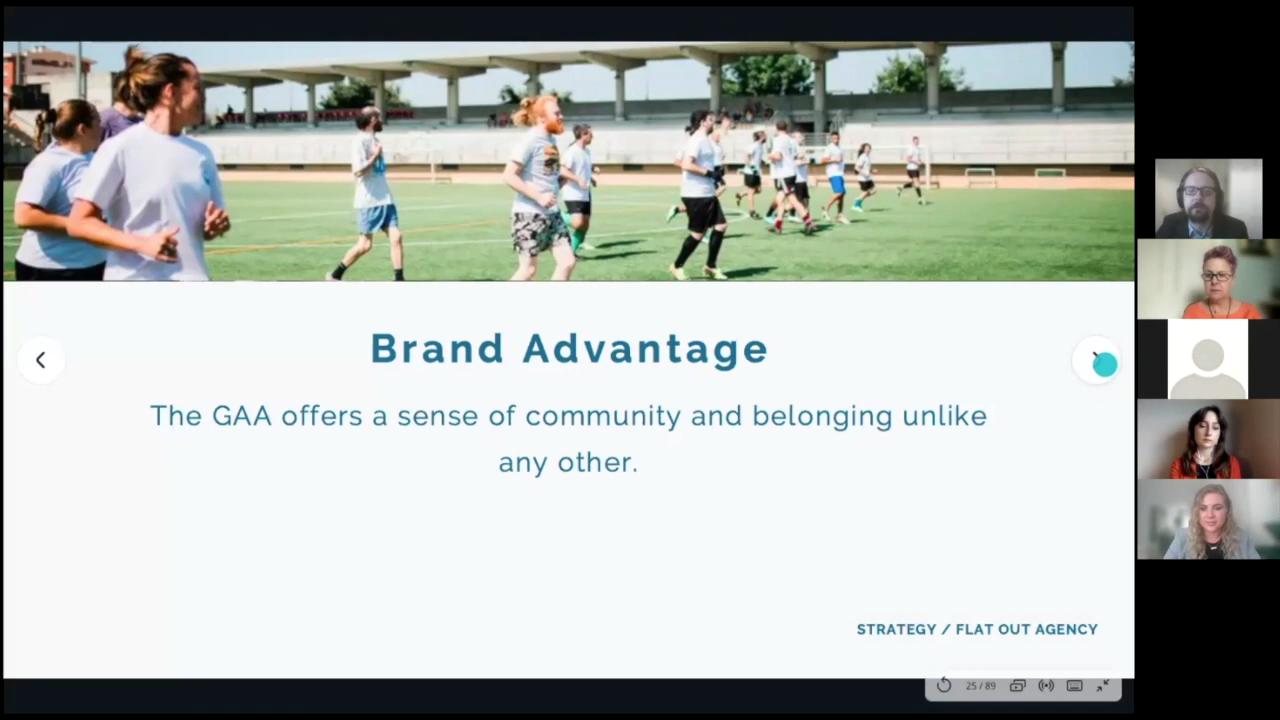 Brand Advantage
The GAA offers a sense of community and belonging unlike
any other.
STRATEGY / FLAT OUT AGENCY
25 / 89